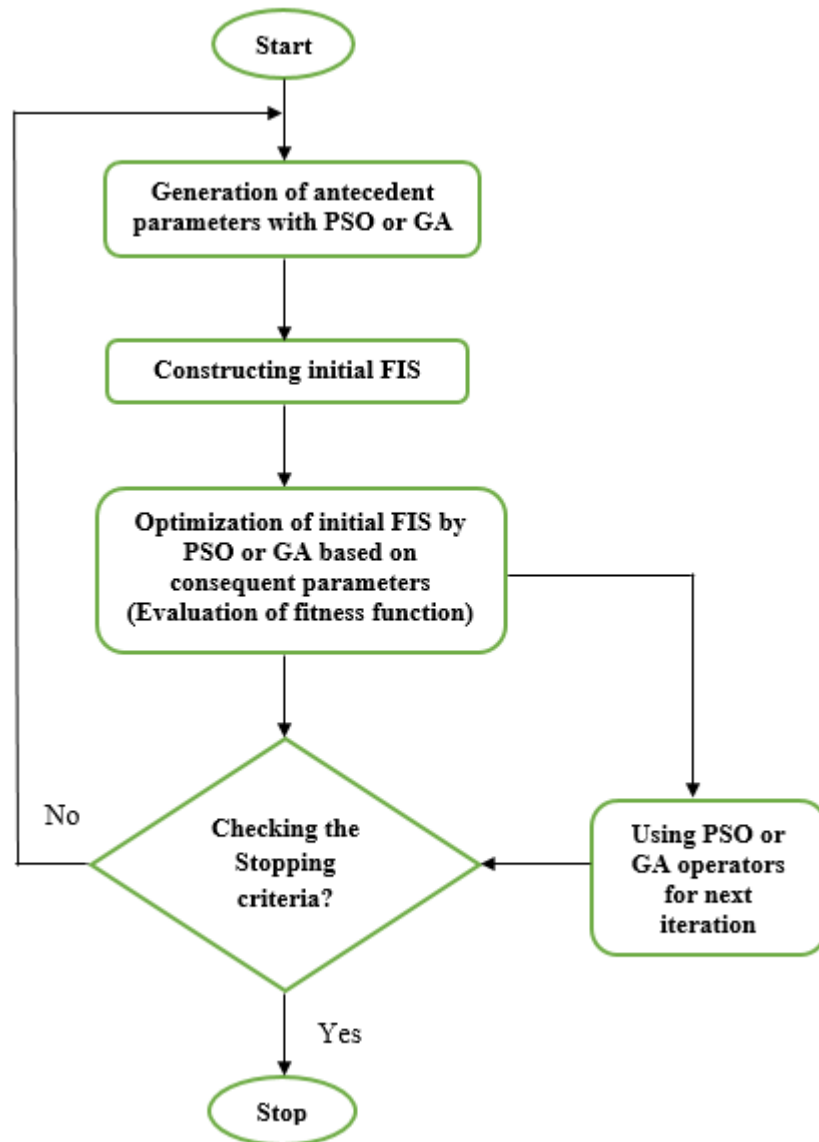 Start
Generation of antecedent
parameters with PSO or GA
Constructing initial FIS
Optimization of initial FIS by
PSO or GA based on
consequent parameters
(Evaluation of fitness function)
No
Checking the
Stopping
criteria?
Using PSO or
GA operators
for next
iteration
Yes
Stop